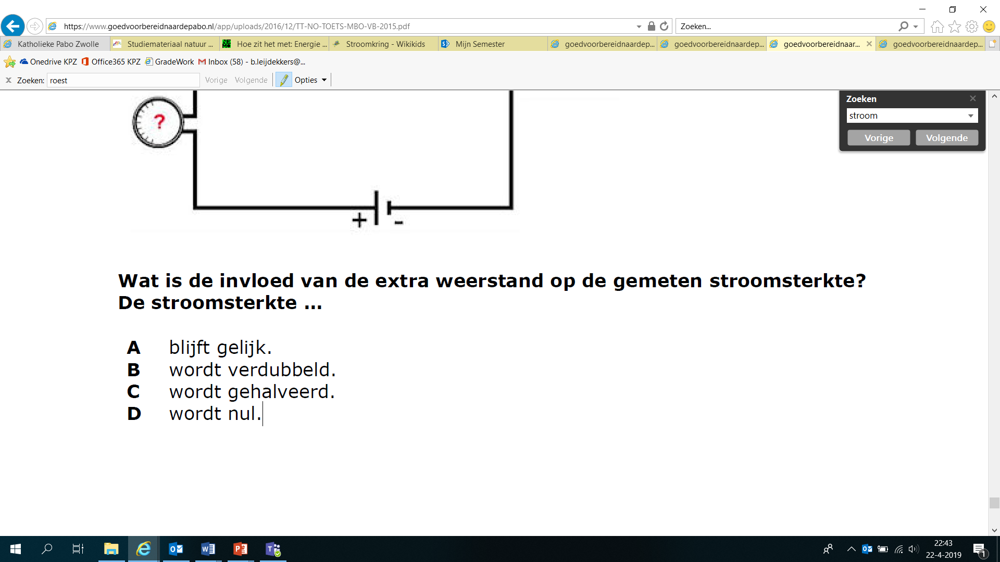 https://www.goedvoorbereidnaardepabo.nl/app/uploads/2016/12/TT-NO-TOETS-MBO-VB-2015.pdf
Zoeken...
Katholieke Pabo Zwolle
Studiemateriaal natuur ...
Hoe zit het met: Energie ...
Stroomkring - Wikikids
Mijn Semester
goedvoorbereidnaardep...
goedvoorbereidnaardep...
goedvoorbereidnaar...
goedvoorbereidnaardep...
Onedrive KPZ
Office365 KPZ
GradeWork
Inbox (58) - b.leijdekkers@...
x Zoeken: roest
Vorige Volgende
Opties
Zoeken
stroom
Vorige Volgende
?
+ -
Wat is de invloed van de extra weerstand op de gemeten stroomsterkte?
De stroomsterkte ...
A blijft gelijk.
B wordt verdubbeld.
C wordt gehalveerd.
D wordt nul.
22:43
22-4-2019
1